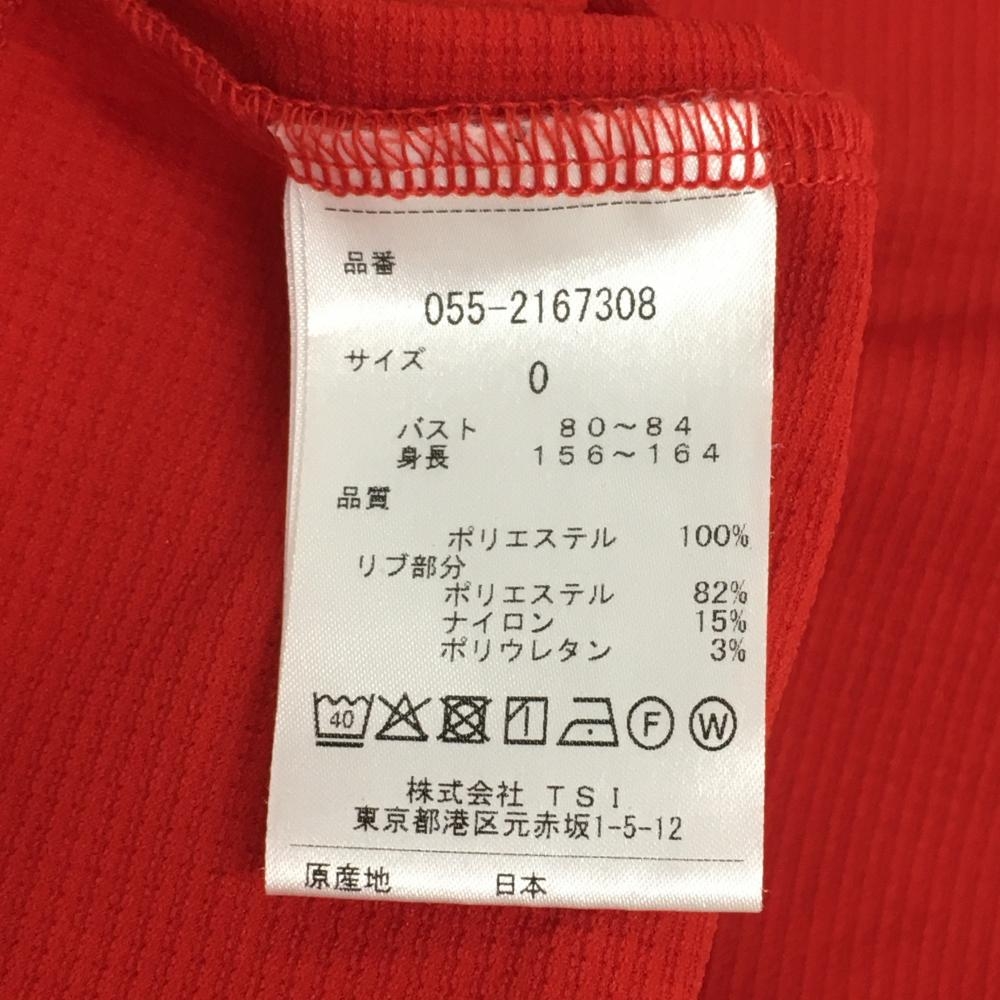 品番
055-2167308
サイズ
0
バスト 80～84
身長 156～164
品質
ポリエステル 100%
リブ部分
ポリエステル 82%
ナイロン 15%
ポリウレタン 3%
40 F W
株式会社 TSI
東京都港区元赤坂1-5-12
原産地 日本